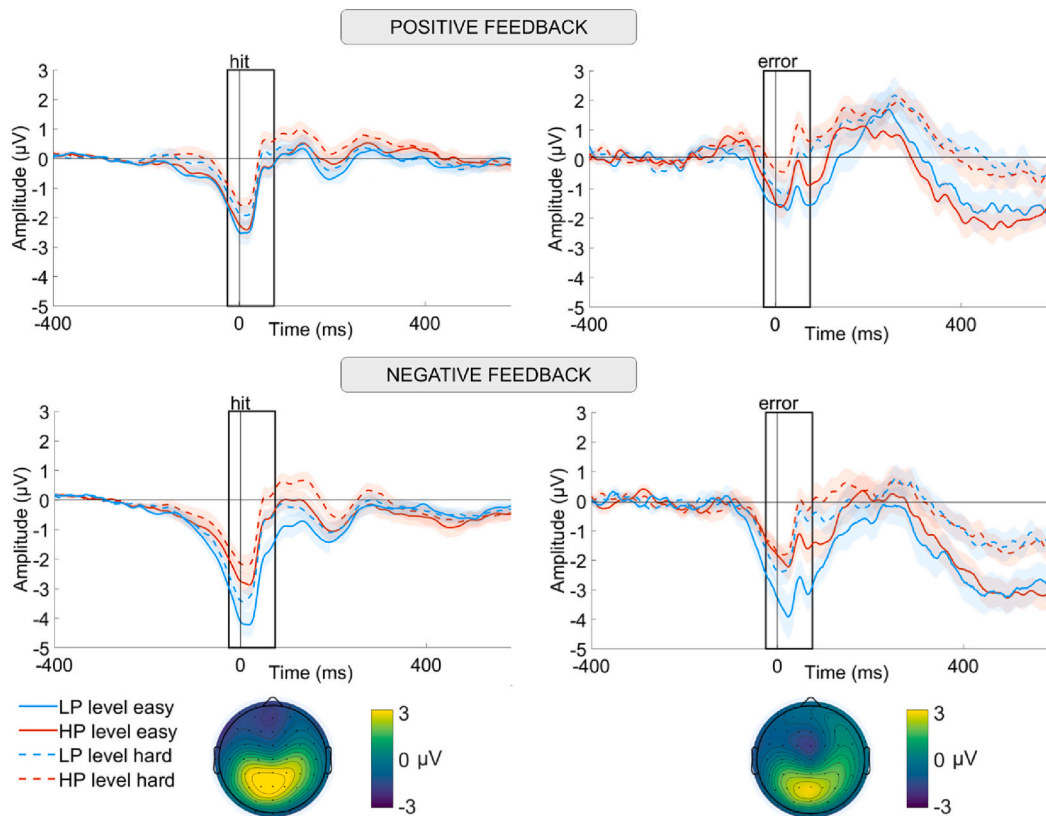 POSITIVE FEEDBACK
hit
3
2
1
0
-1
-2
-3
-4
-5
Amplitude (µV)
-400
0
400
Time (ms)
error
3
2
1
0
-1
-2
-3
-4
-5
Amplitude (µV)
-400
0
400
Time (ms)
NEGATIVE FEEDBACK
hit
3
2
1
0
-1
-2
-3
-4
-5
Amplitude (µV)
-400
0
400
Time (ms)
error
3
2
1
0
-1
-2
-3
-4
-5
Amplitude (µV)
-400
0
400
Time (ms)
LP level easy
HP level easy
LP level hard
HP level hard
3
0 µV
-3
3
0 µV
-3